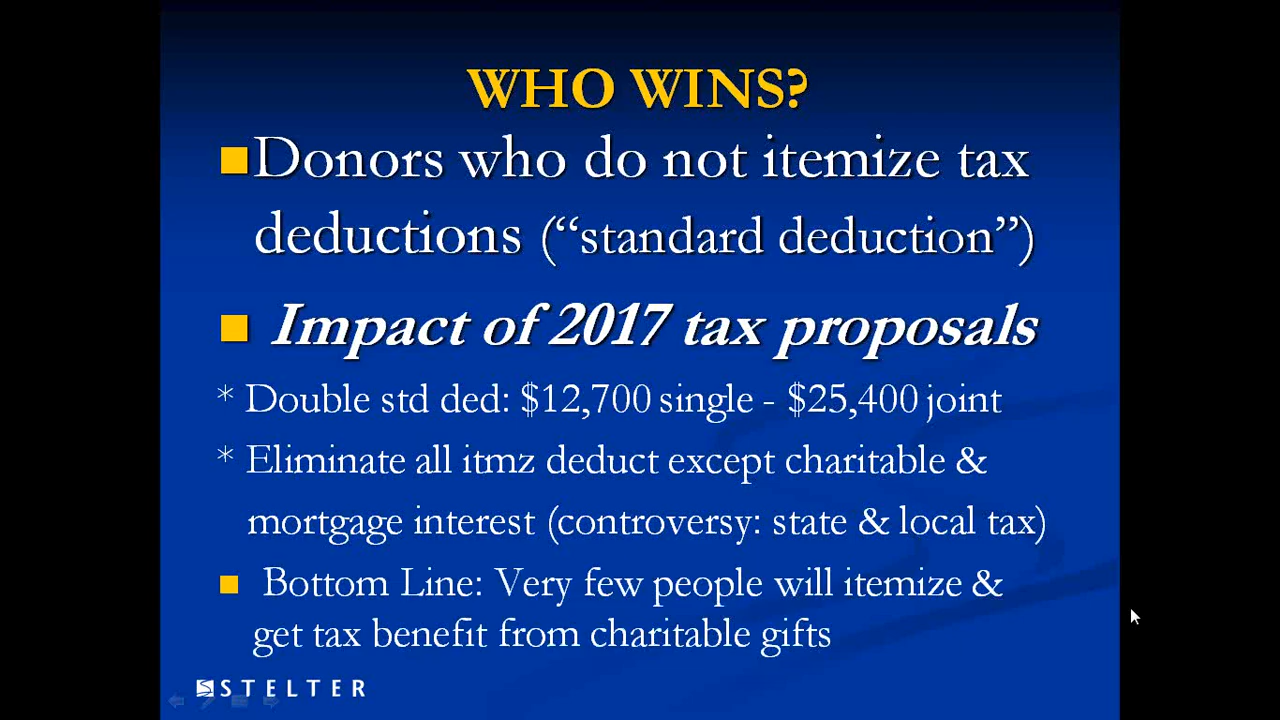 WHO WINS?
Donors who do not itemize tax
deductions (“standard deduction”)
Impact of 2017 tax proposals
* Double std ded: $12,700 single - $25,400 joint
* Eliminate all itmz deduct except charitable &
mortgage interest (controversy: state & local tax)
Bottom Line: Very few people will itemize &
get tax benefit from charitable gifts
STELTER